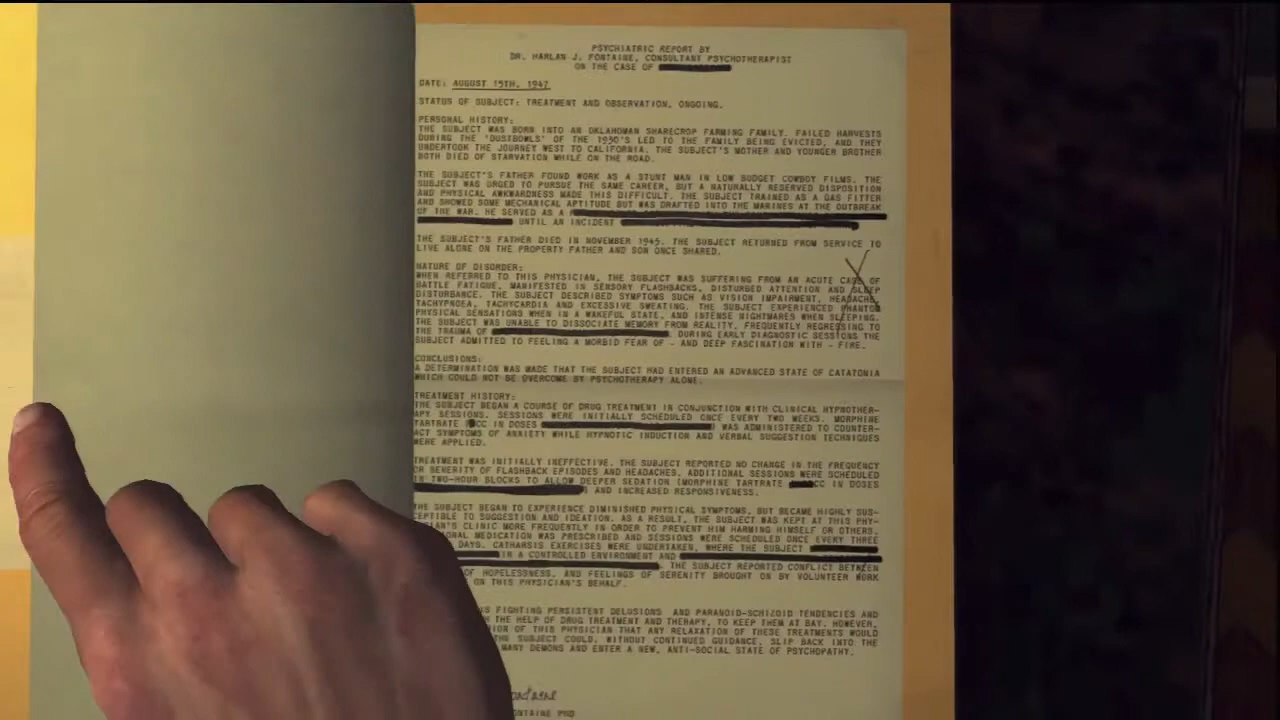 PSYCHIATRIC REPORT BY
DR. HARLAN J. FONTAINE, CONSULTANT PSYCHOTHERAPIST
ON THE CASE OF
DATE: AUGUST 15TH, 1947
STATUS OF SUBJECT: TREATMENT AND OBSERVATION, ONGOING.
PERSONAL HISTORY:
THE SUBJECT WAS BORN INTO AN OKLAHOMAN SHARECROP FARMING FAMILY. FAILED HARVESTS
DURING THE 'DUSTBOWLS' OF THE 1930'S LED TO THE FAMILY BEING EVICTED, AND THEY
UNDERTOOK THE JOURNEY WEST TO CALIFORNIA. THE SUBJECT'S MOTHER AND YOUNGER BROTHER
BOTH DIED OF STARVATION WHILE ON THE ROAD.
THE SUBJECT'S FATHER FOUND WORK AS A STUNT MAN IN LOW BUDGET COWBOY FILMS. THE
SUBJECT WAS URGED TO PURSUE THE SAME CAREER, BUT A NATURALLY RESERVED DISPOSITION
AND PHYSICAL AWKWARDNESS MADE THIS DIFFICULT. THE SUBJECT TRAINED AS A GAS FITTER
AND SHOWED SOME MECHANICAL APTITUDE BUT WAS DRAFTED INTO THE MARINES AT THE OUTBREAK
OF THE WAR. HE SERVED AS A
UNTIL AN INCIDENT
THE SUBJECT'S FATHER DIED IN NOVEMBER 1945. THE SUBJECT RETURNED FROM SERVICE TO
LIVE ALONE ON THE PROPERTY FATHER AND SON ONCE SHARED.
NATURE OF DISORDER:
WHEN REFERRED TO THIS PHYSICIAN, THE SUBJECT WAS SUFFERING FROM AN ACUTE CASE OF
BATTLE FATIGUE, MANIFESTED IN SENSORY FLASHBACKS, DISTURBED ATTENTION AND SLEEP
DISTURBANCE. THE SUBJECT DESCRIBED SYMPTOMS SUCH AS VISION IMPAIRMENT, HEADACHE,
TACHYPNOEA, TACHYCARDIA AND EXCESSIVE SWEATING. THE SUBJECT EXPERIENCED PHANTOM
PHYSICAL SENSATIONS WHEN IN A WAKEFUL STATE, AND INTENSE NIGHTMARES WHEN SLEEPING.
THE SUBJECT WAS UNABLE TO DISSOCIATE MEMORY FROM REALITY, FREQUENTLY REGRESSING TO
THE TRAUMA OF . DURING EARLY DIAGNOSTIC SESSIONS THE
SUBJECT ADMITTED TO FEELING A MORBID FEAR OF - AND DEEP FASCINATION WITH - FIRE.
CONCLUSIONS:
A DETERMINATION WAS MADE THAT THE SUBJECT HAD ENTERED AN ADVANCED STATE OF CATATONIA
WHICH COULD NOT BE OVERCOME BY PSYCHOTHERAPY ALONE.
TREATMENT HISTORY:
THE SUBJECT BEGAN A COURSE OF DRUG TREATMENT IN CONJUNCTION WITH CLINICAL HYPNOTHER-
APY SESSIONS. SESSIONS WERE INITIALLY SCHEDULED ONCE EVERY TWO WEEKS. MORPHINE
TARTRATE CC IN DOSES ) WAS ADMINISTERED TO COUNTER-
ACT SYMPTOMS OF ANXIETY WHILE HYPNOTIC INDUCTION AND VERBAL SUGGESTION TECHNIQUES
WERE APPLIED.
TREATMENT WAS INITIALLY INEFFECTIVE. THE SUBJECT REPORTED NO CHANGE IN THE FREQUENCY
OR SEVERITY OF FLASHBACK EPISODES AND HEADACHES. ADDITIONAL SESSIONS WERE SCHEDULED
IN TWO-HOUR BLOCKS TO ALLOW DEEPER SEDATION (MORPHINE TARTRATE CC IN DOSES
) AND INCREASED RESPONSIVENESS.
THE SUBJECT BEGAN TO EXPERIENCE DIMINISHED PHYSICAL SYMPTOMS, BUT BECAME HIGHLY SUS-
CEPTIBLE TO SUGGESTION AND IDEATION. AS A RESULT, THE SUBJECT WAS KEPT AT THIS PHY-
IAN'S CLINIC MORE FREQUENTLY IN ORDER TO PREVENT HIM HARMING HIMSELF OR OTHERS.
IONAL MEDICATION WAS PRESCRIBED AND SESSIONS WERE SCHEDULED ONCE EVERY THREE
DAYS. CATHARSIS EXERCISES WERE UNDERTAKEN, WHERE THE SUBJECT
IN A CONTROLLED ENVIRONMENT AND
. THE SUBJECT REPORTED CONFLICT BETWEEN
OF HOPELESSNESS, AND FEELINGS OF SERENITY BROUGHT ON BY VOLUNTEER WORK
ON THIS PHYSICIAN'S BEHALF.
S FIGHTING PERSISTENT DELUSIONS AND PARANOID-SCHIZOID TENDENCIES AND
H THE HELP OF DRUG TREATMENT AND THERAPY, TO KEEP THEM AT BAY. HOWEVER,
ION OF THIS PHYSICIAN THAT ANY RELAXATION OF THESE TREATMENTS WOULD
THE SUBJECT COULD, WITHOUT CONTINUED GUIDANCE, SLIP BACK INTO THE
MANY DEMONS AND ENTER A NEW, ANTI-SOCIAL STATE OF PSYCHOPATHY.
ONTAINE PHD